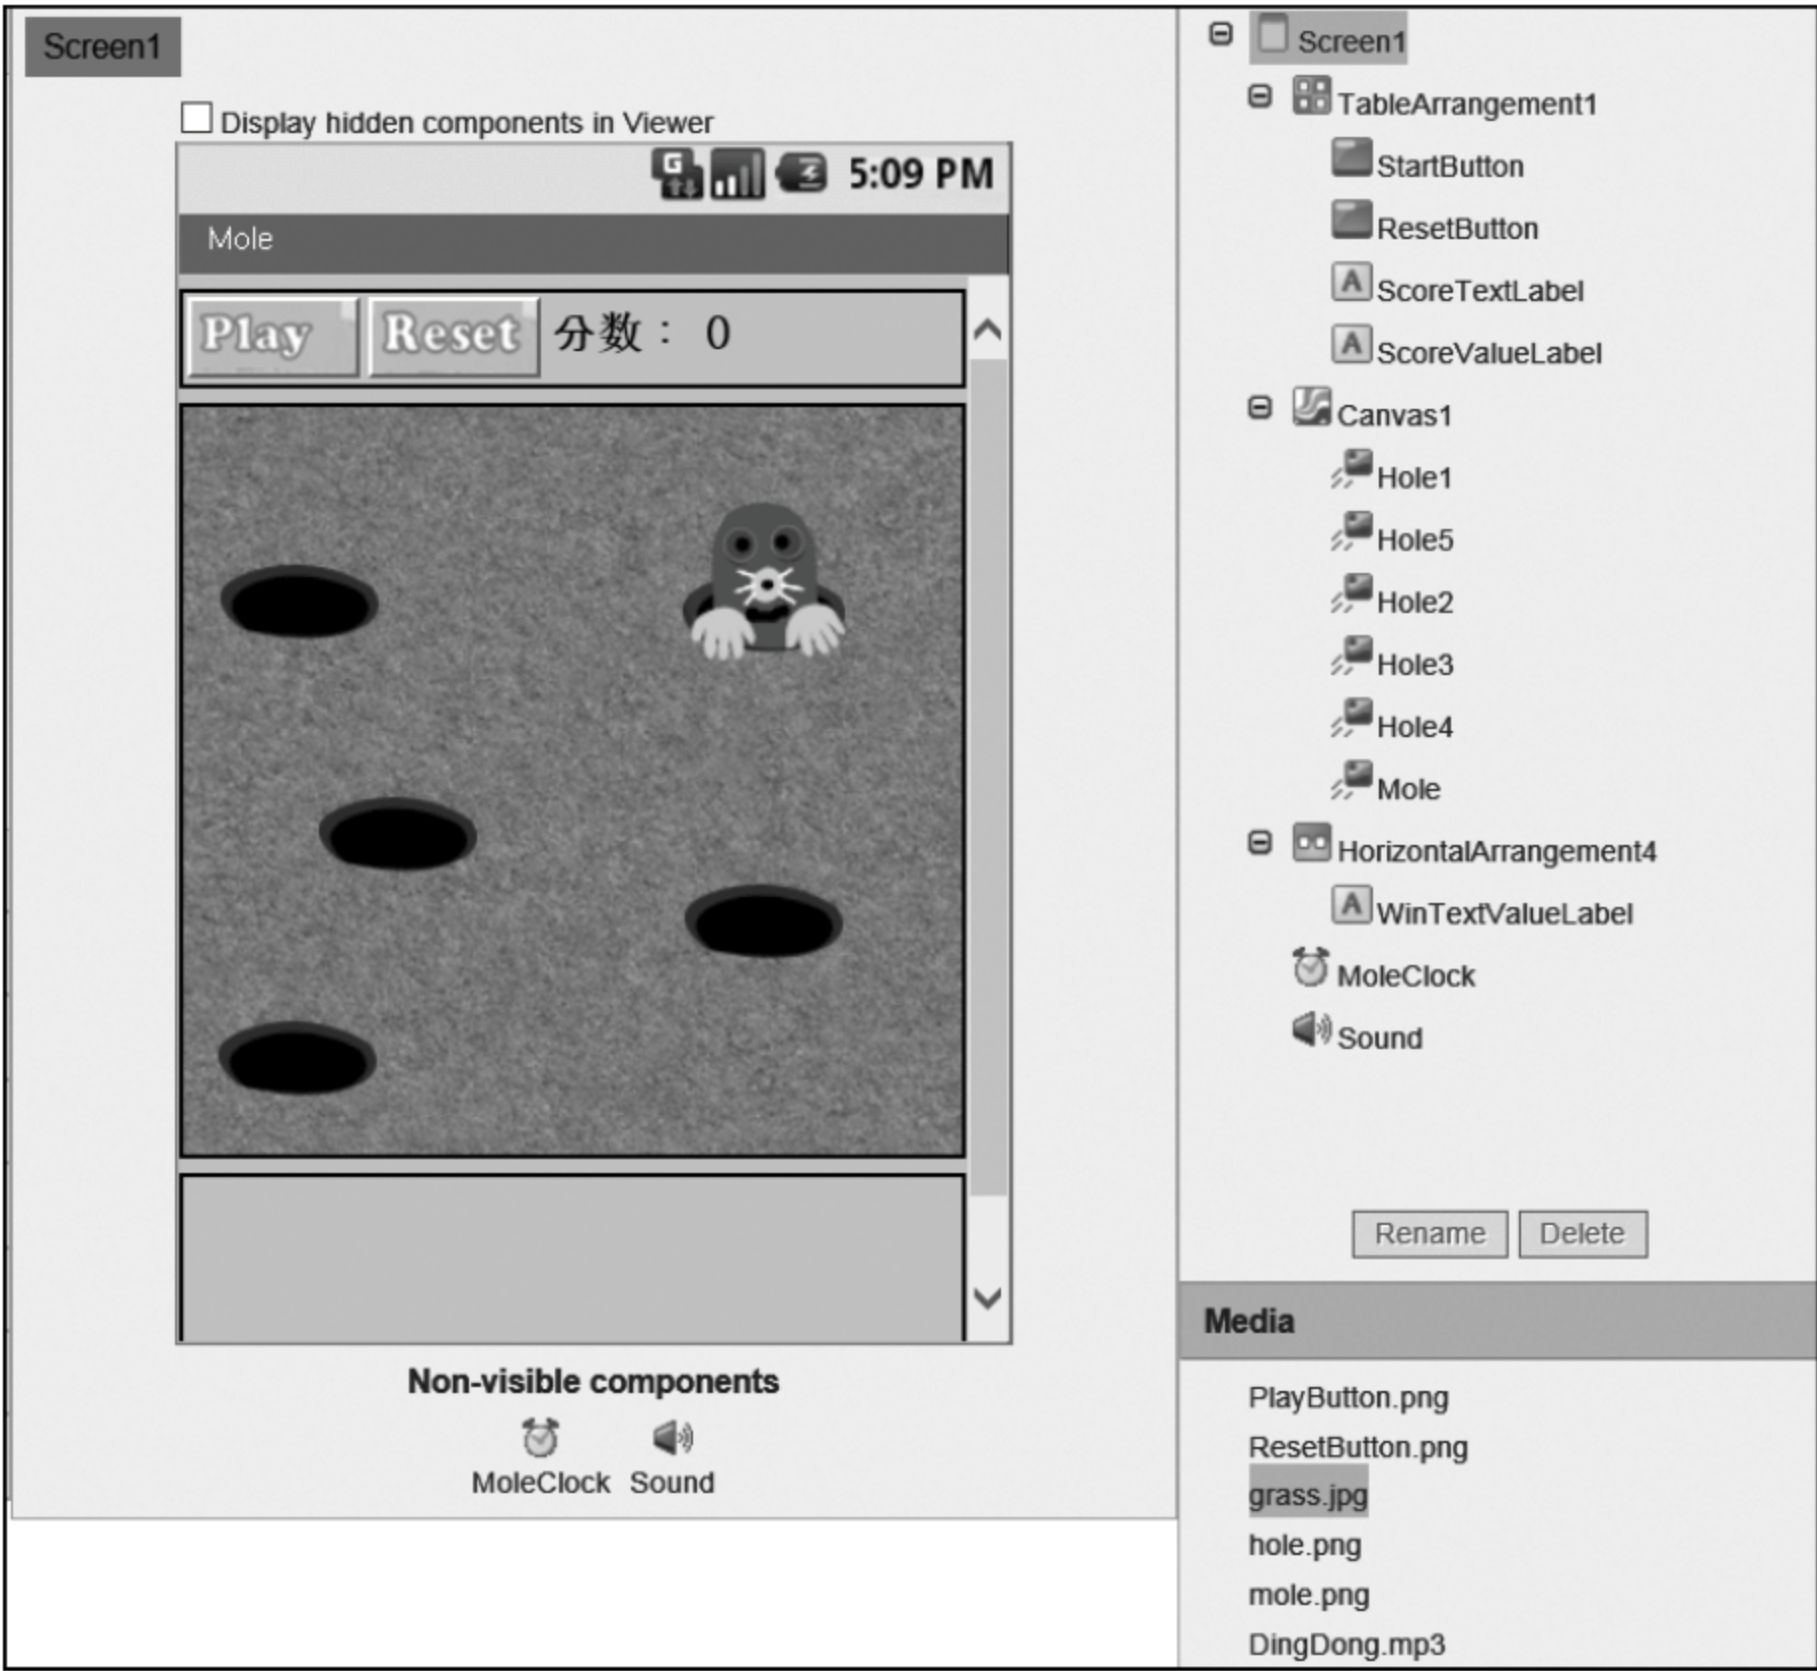 Screen1
Display hidden components in Viewer
5:09 PM
Mole
Play Reset 分数： 0
Non-visible components
MoleClock Sound
Screen1
TableArrangement1
StartButton
ResetButton
ScoreTextLabel
ScoreValueLabel
Canvas1
Hole1
Hole5
Hole2
Hole3
Hole4
Mole
HorizontalArrangement4
WinTextValueLabel
MoleClock
Sound
Rename Delete
Media
PlayButton.png
ResetButton.png
grass.jpg
hole.png
mole.png
DingDong.mp3